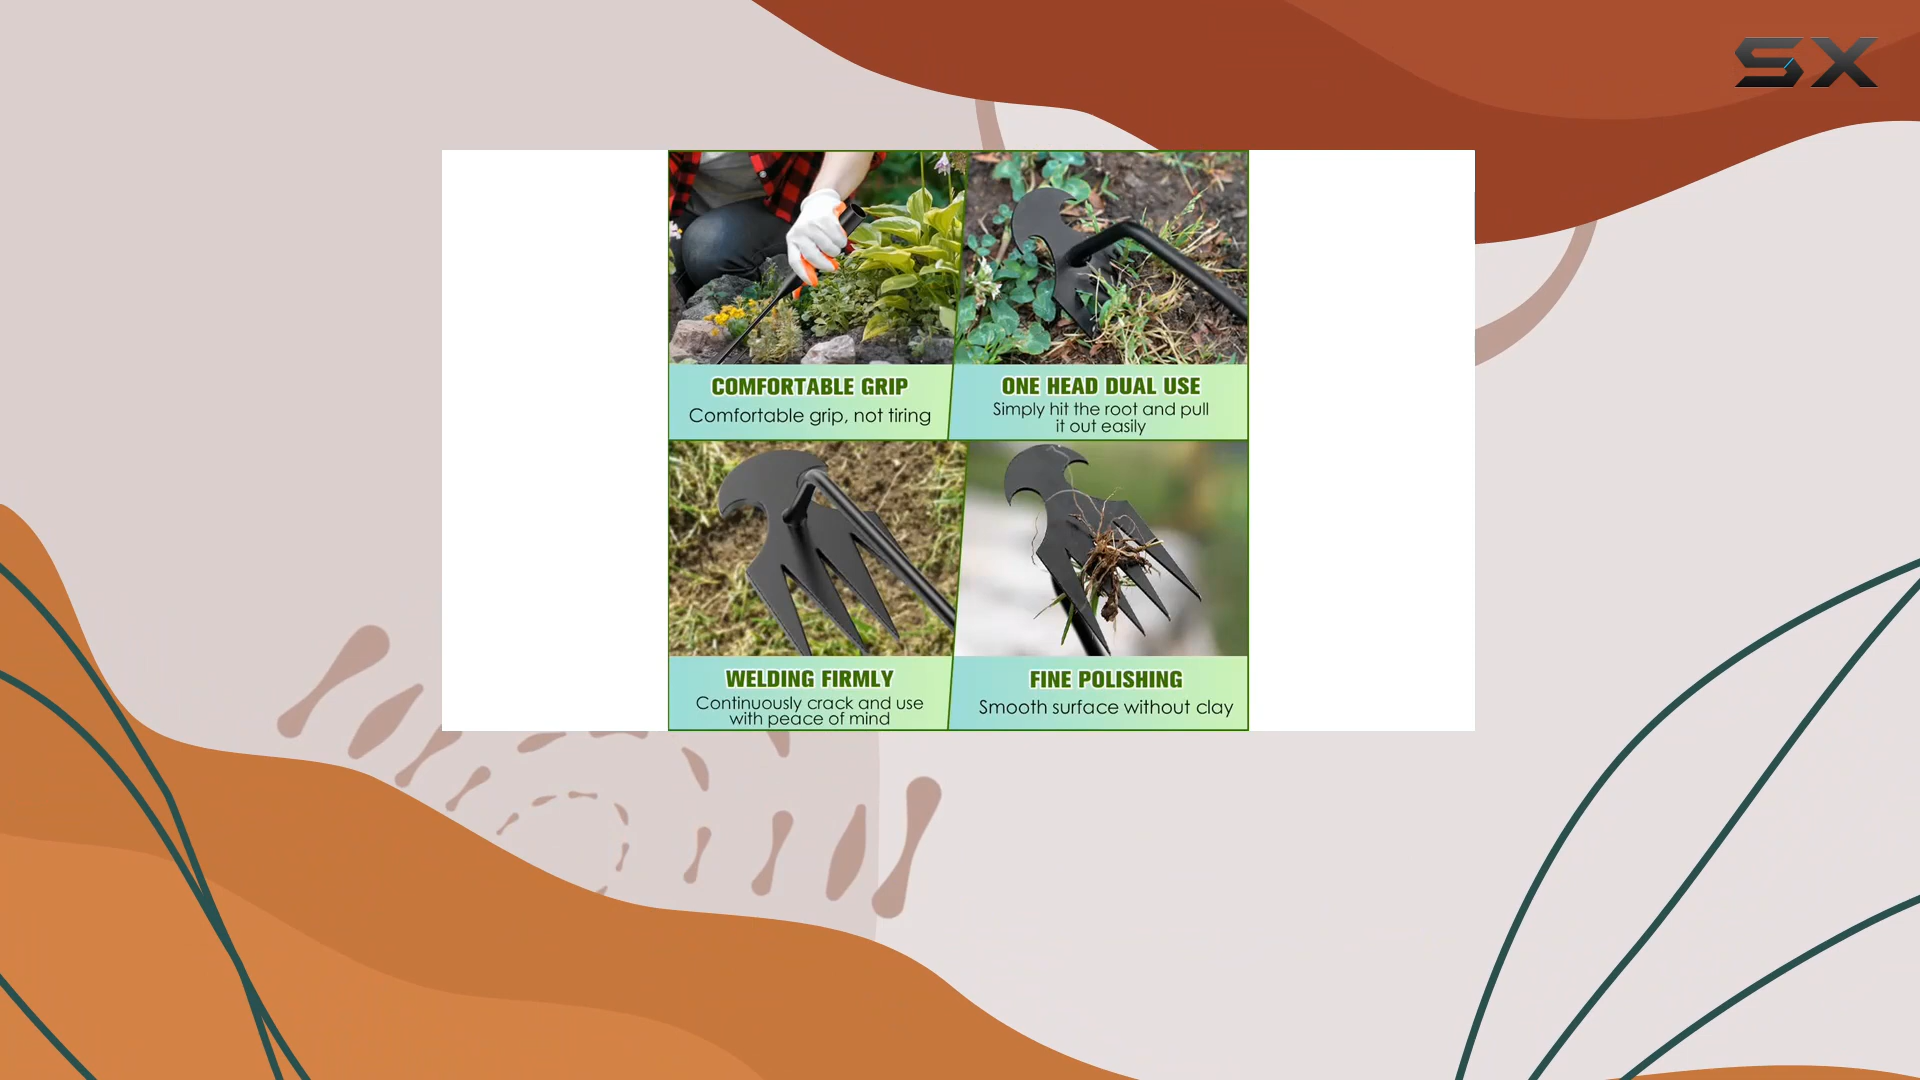 SX
COMFORTABLE GRIP
Comfortable grip, not tiring
ONE HEAD DUAL USE
Simply hit the root and pull
it out easily
WELDING FIRMLY
Continuously crack and use
with peace of mind
FINE POLISHING
Smooth surface without clay